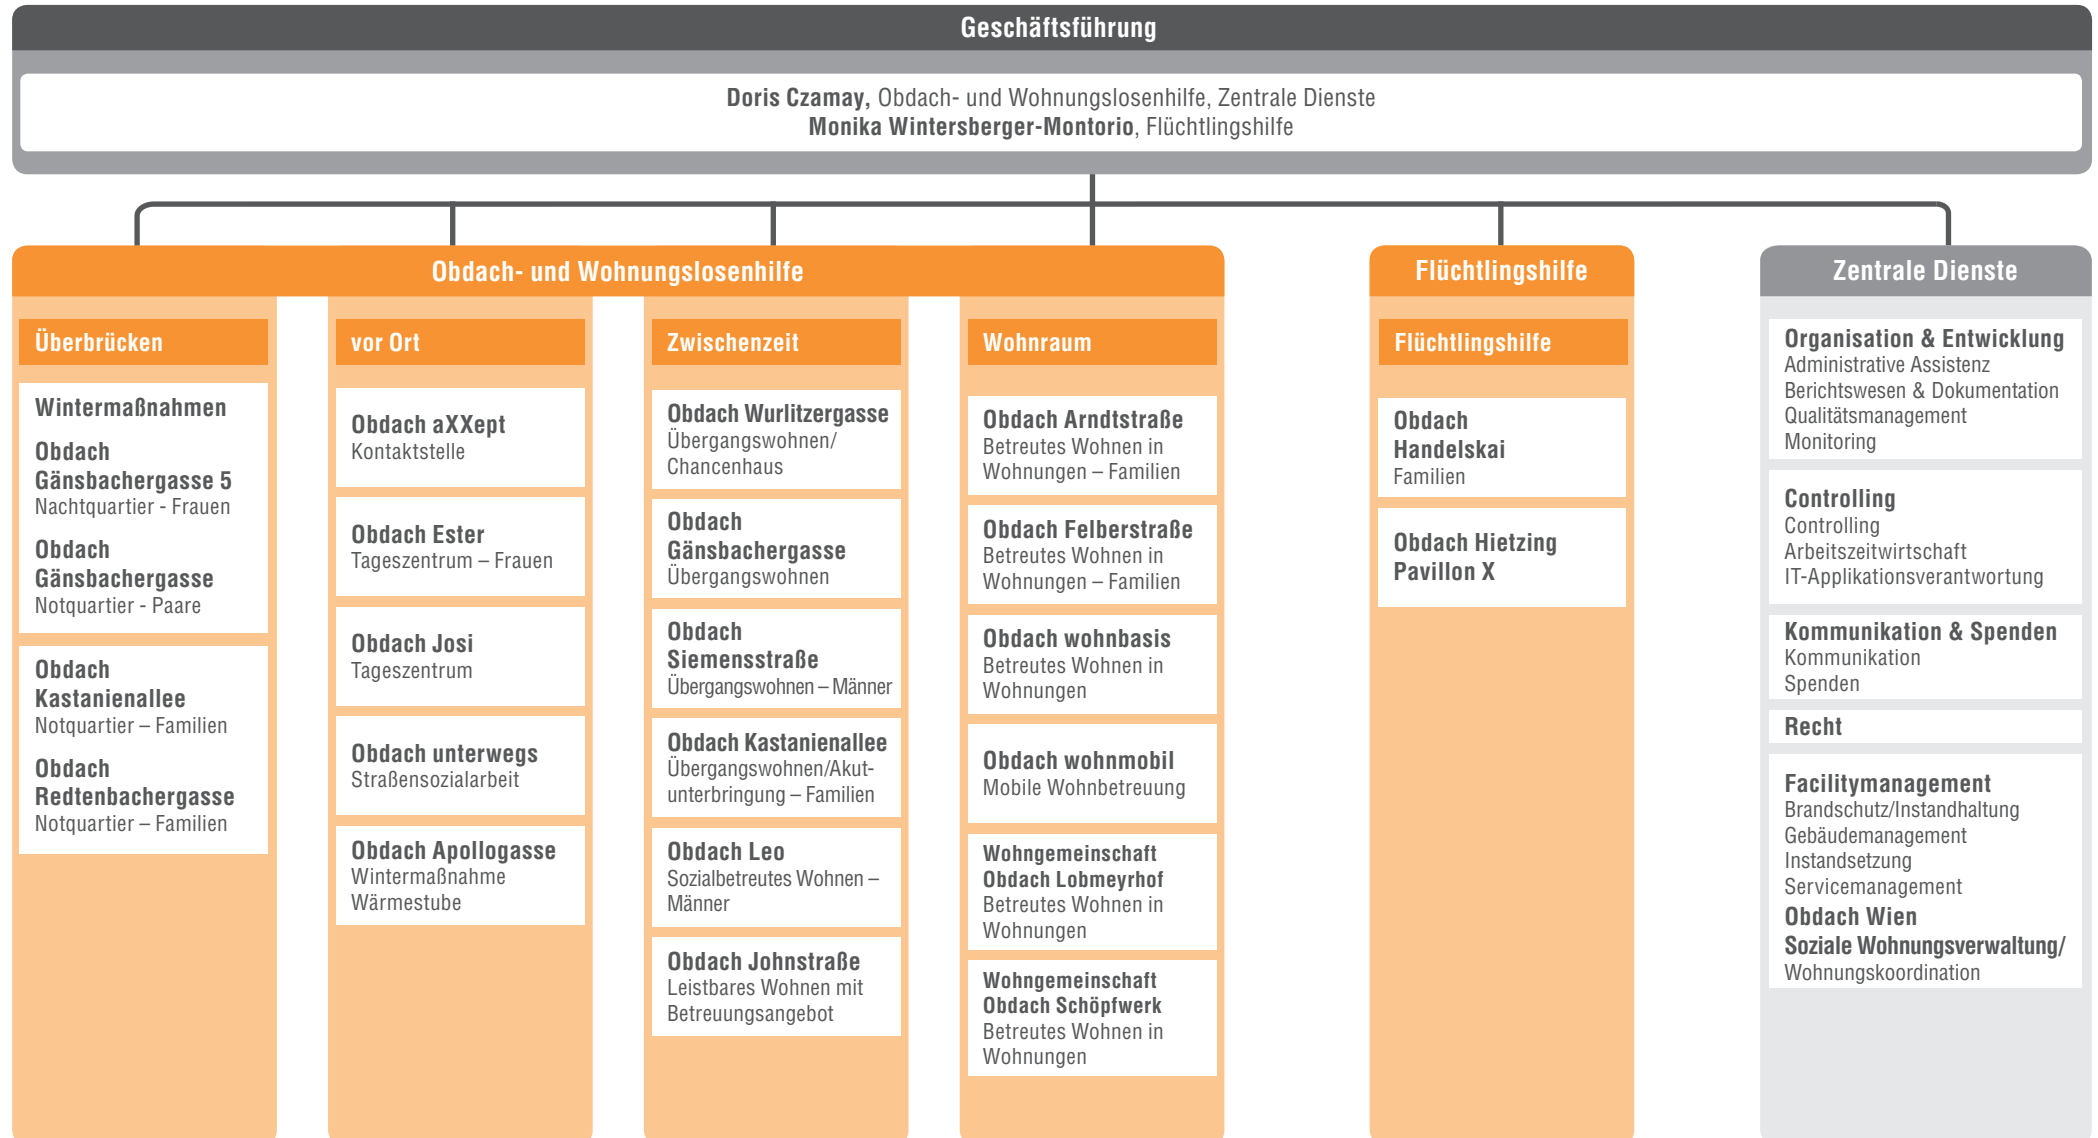 Geschäftsführung
Doris Czamay, Obdach- und Wohnungslosenhilfe, Zentrale Dienste
Monika Wintersberger-Montorio, Flüchtlingshilfe
Obdach- und Wohnungslosenhilfe
Überbrücken
Wintermaßnahmen
Obdach
Gänsbachergasse 5
Nachtquartier - Frauen
Obdach
Gänsbachergasse
Notquartier - Paare
Obdach
Kastanienallee
Notquartier – Familien
Obdach
Redtenbachergasse
Notquartier – Familien
vor Ort
Obdach aXXept
Kontaktstelle
Obdach Ester
Tageszentrum – Frauen
Obdach Josi
Tageszentrum
Obdach unterwegs
Straßensozialarbeit
Obdach Apollogasse
Wintermaßnahme
Wärmestube
Zwischenzeit
Obdach Wurlitzergasse
Übergangswohnen/
Chancenhaus
Obdach
Gänsbachergasse
Übergangswohnen
Obdach
Siemensstraße
Übergangswohnen – Männer
Obdach Kastanienallee
Übergangswohnen/Akut-
unterbringung – Familien
Obdach Leo
Sozialbetreutes Wohnen –
Männer
Obdach Johnstraße
Leistbares Wohnen mit
Betreuungsangebot
Wohnraum
Obdach Arndtstraße
Betreutes Wohnen in
Wohnungen – Familien
Obdach Felberstraße
Betreutes Wohnen in
Wohnungen – Familien
Obdach wohnbasis
Betreutes Wohnen in
Wohnungen
Obdach wohnmobil
Mobile Wohnbetreuung
Wohngemeinschaft
Obdach Lobmeyrhof
Betreutes Wohnen in
Wohnungen
Wohngemeinschaft
Obdach Schöpfwerk
Betreutes Wohnen in
Wohnungen
Flüchtlingshilfe
Flüchtlingshilfe
Obdach
Handelskai
Familien
Obdach Hietzing
Pavillon X
Zentrale Dienste
Organisation & Entwicklung
Administrative Assistenz
Berichtswesen & Dokumentation
Qualitätsmanagement
Monitoring
Controlling
Controlling
Arbeitszeitwirtschaft
IT-Applikationsverantwortung
Kommunikation & Spenden
Kommunikation
Spenden
Recht
Facilitymanagement
Brandschutz/Instandhaltung
Gebäudemanagement
Instandsetzung
Servicemanagement
Obdach Wien
Soziale Wohnungsverwaltung/
Wohnungskoordination